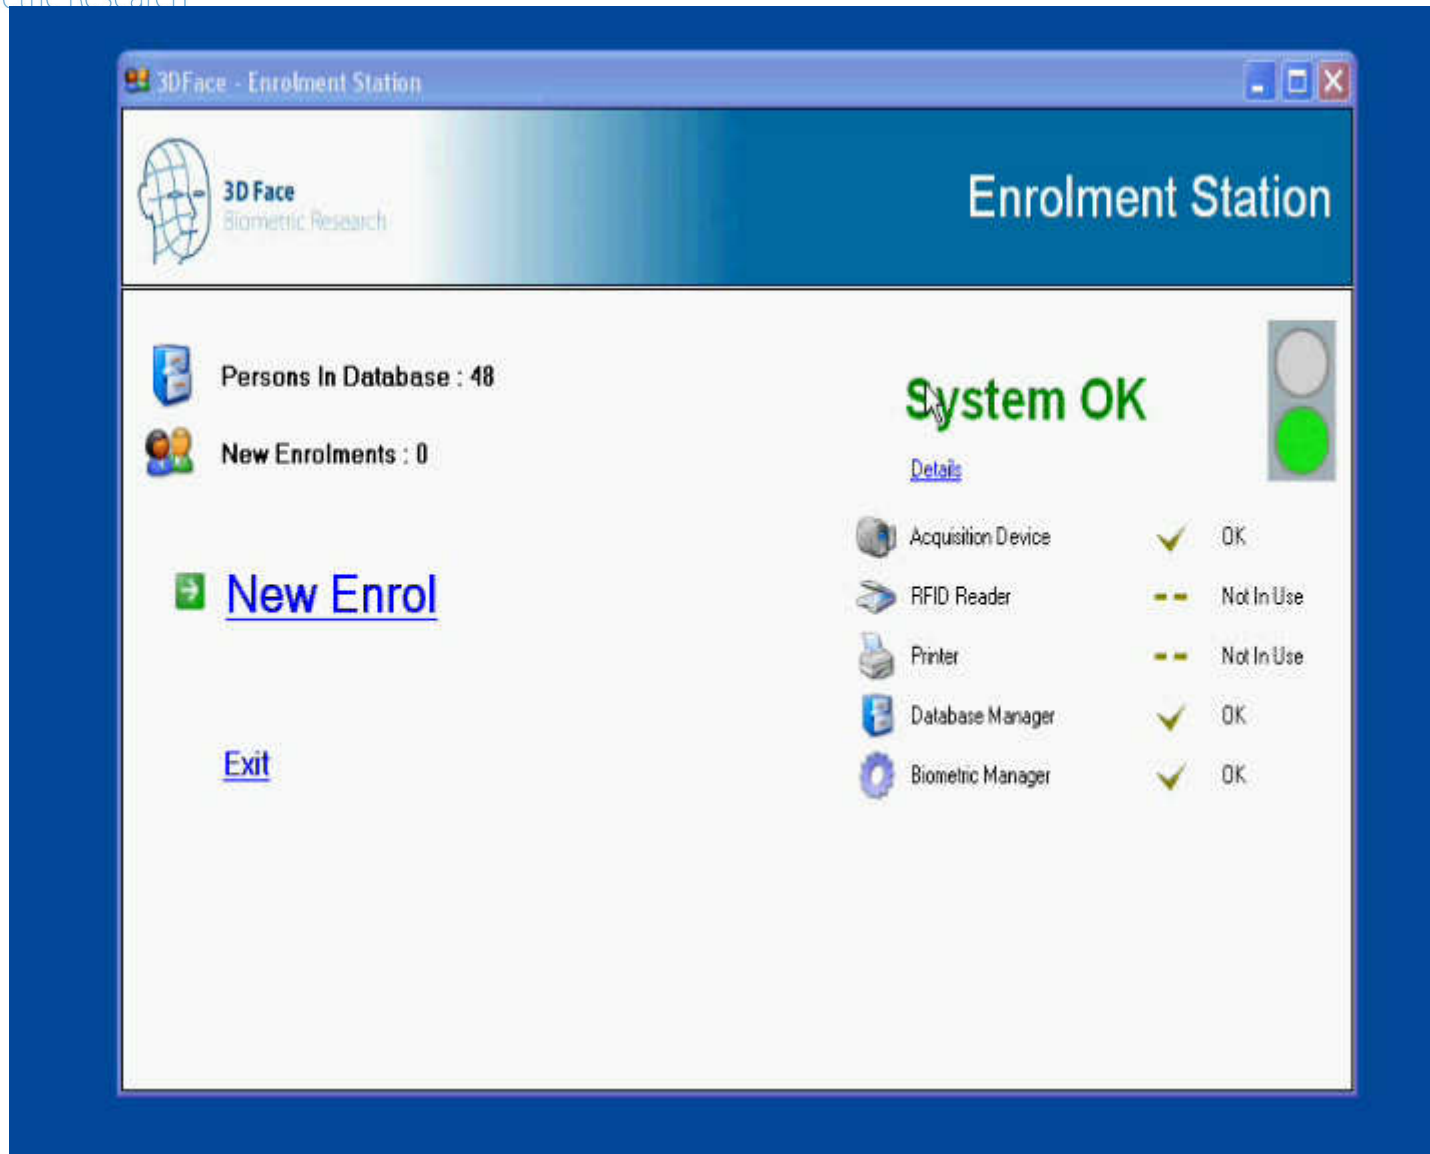 3DFace - Enrolment Station
3D Face
Biometric Research
Enrolment Station
Persons In Database : 48
New Enrolments : 0
New Enrol
Exit
System OK
Details
Acquisition Device OK
RFID Reader -- Not In Use
Printer -- Not In Use
Database Manager OK
Biometric Manager OK